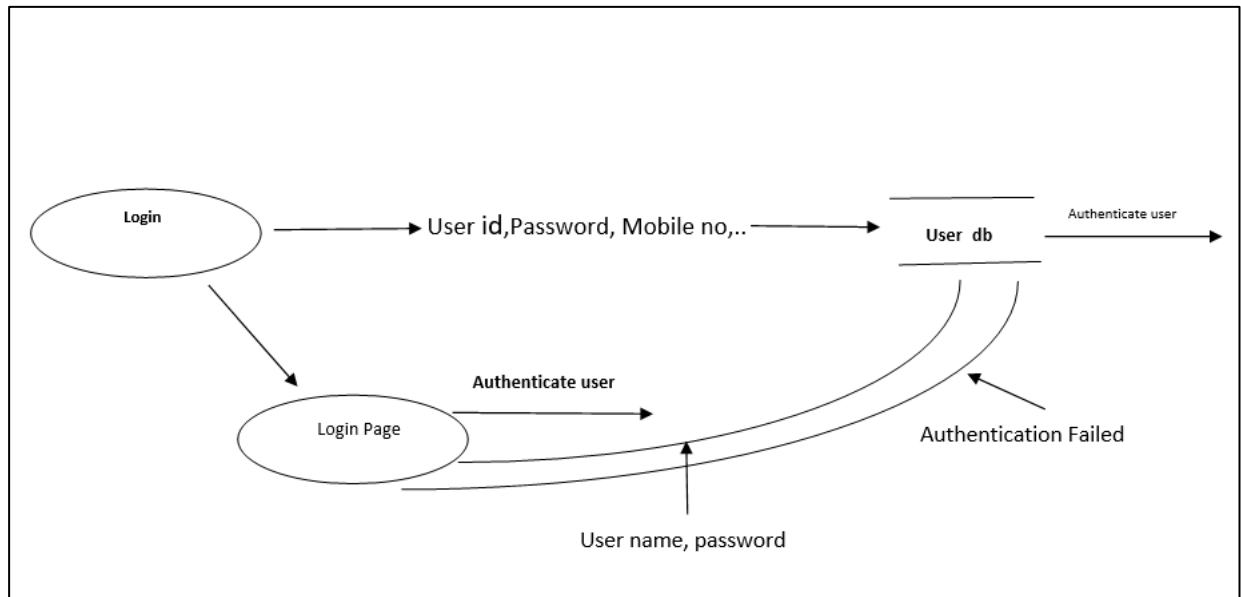 Login
User id,Password, Mobile no,..
User db
Authenticate user
Authenticate user
Login Page
Authentication Failed
User name, password